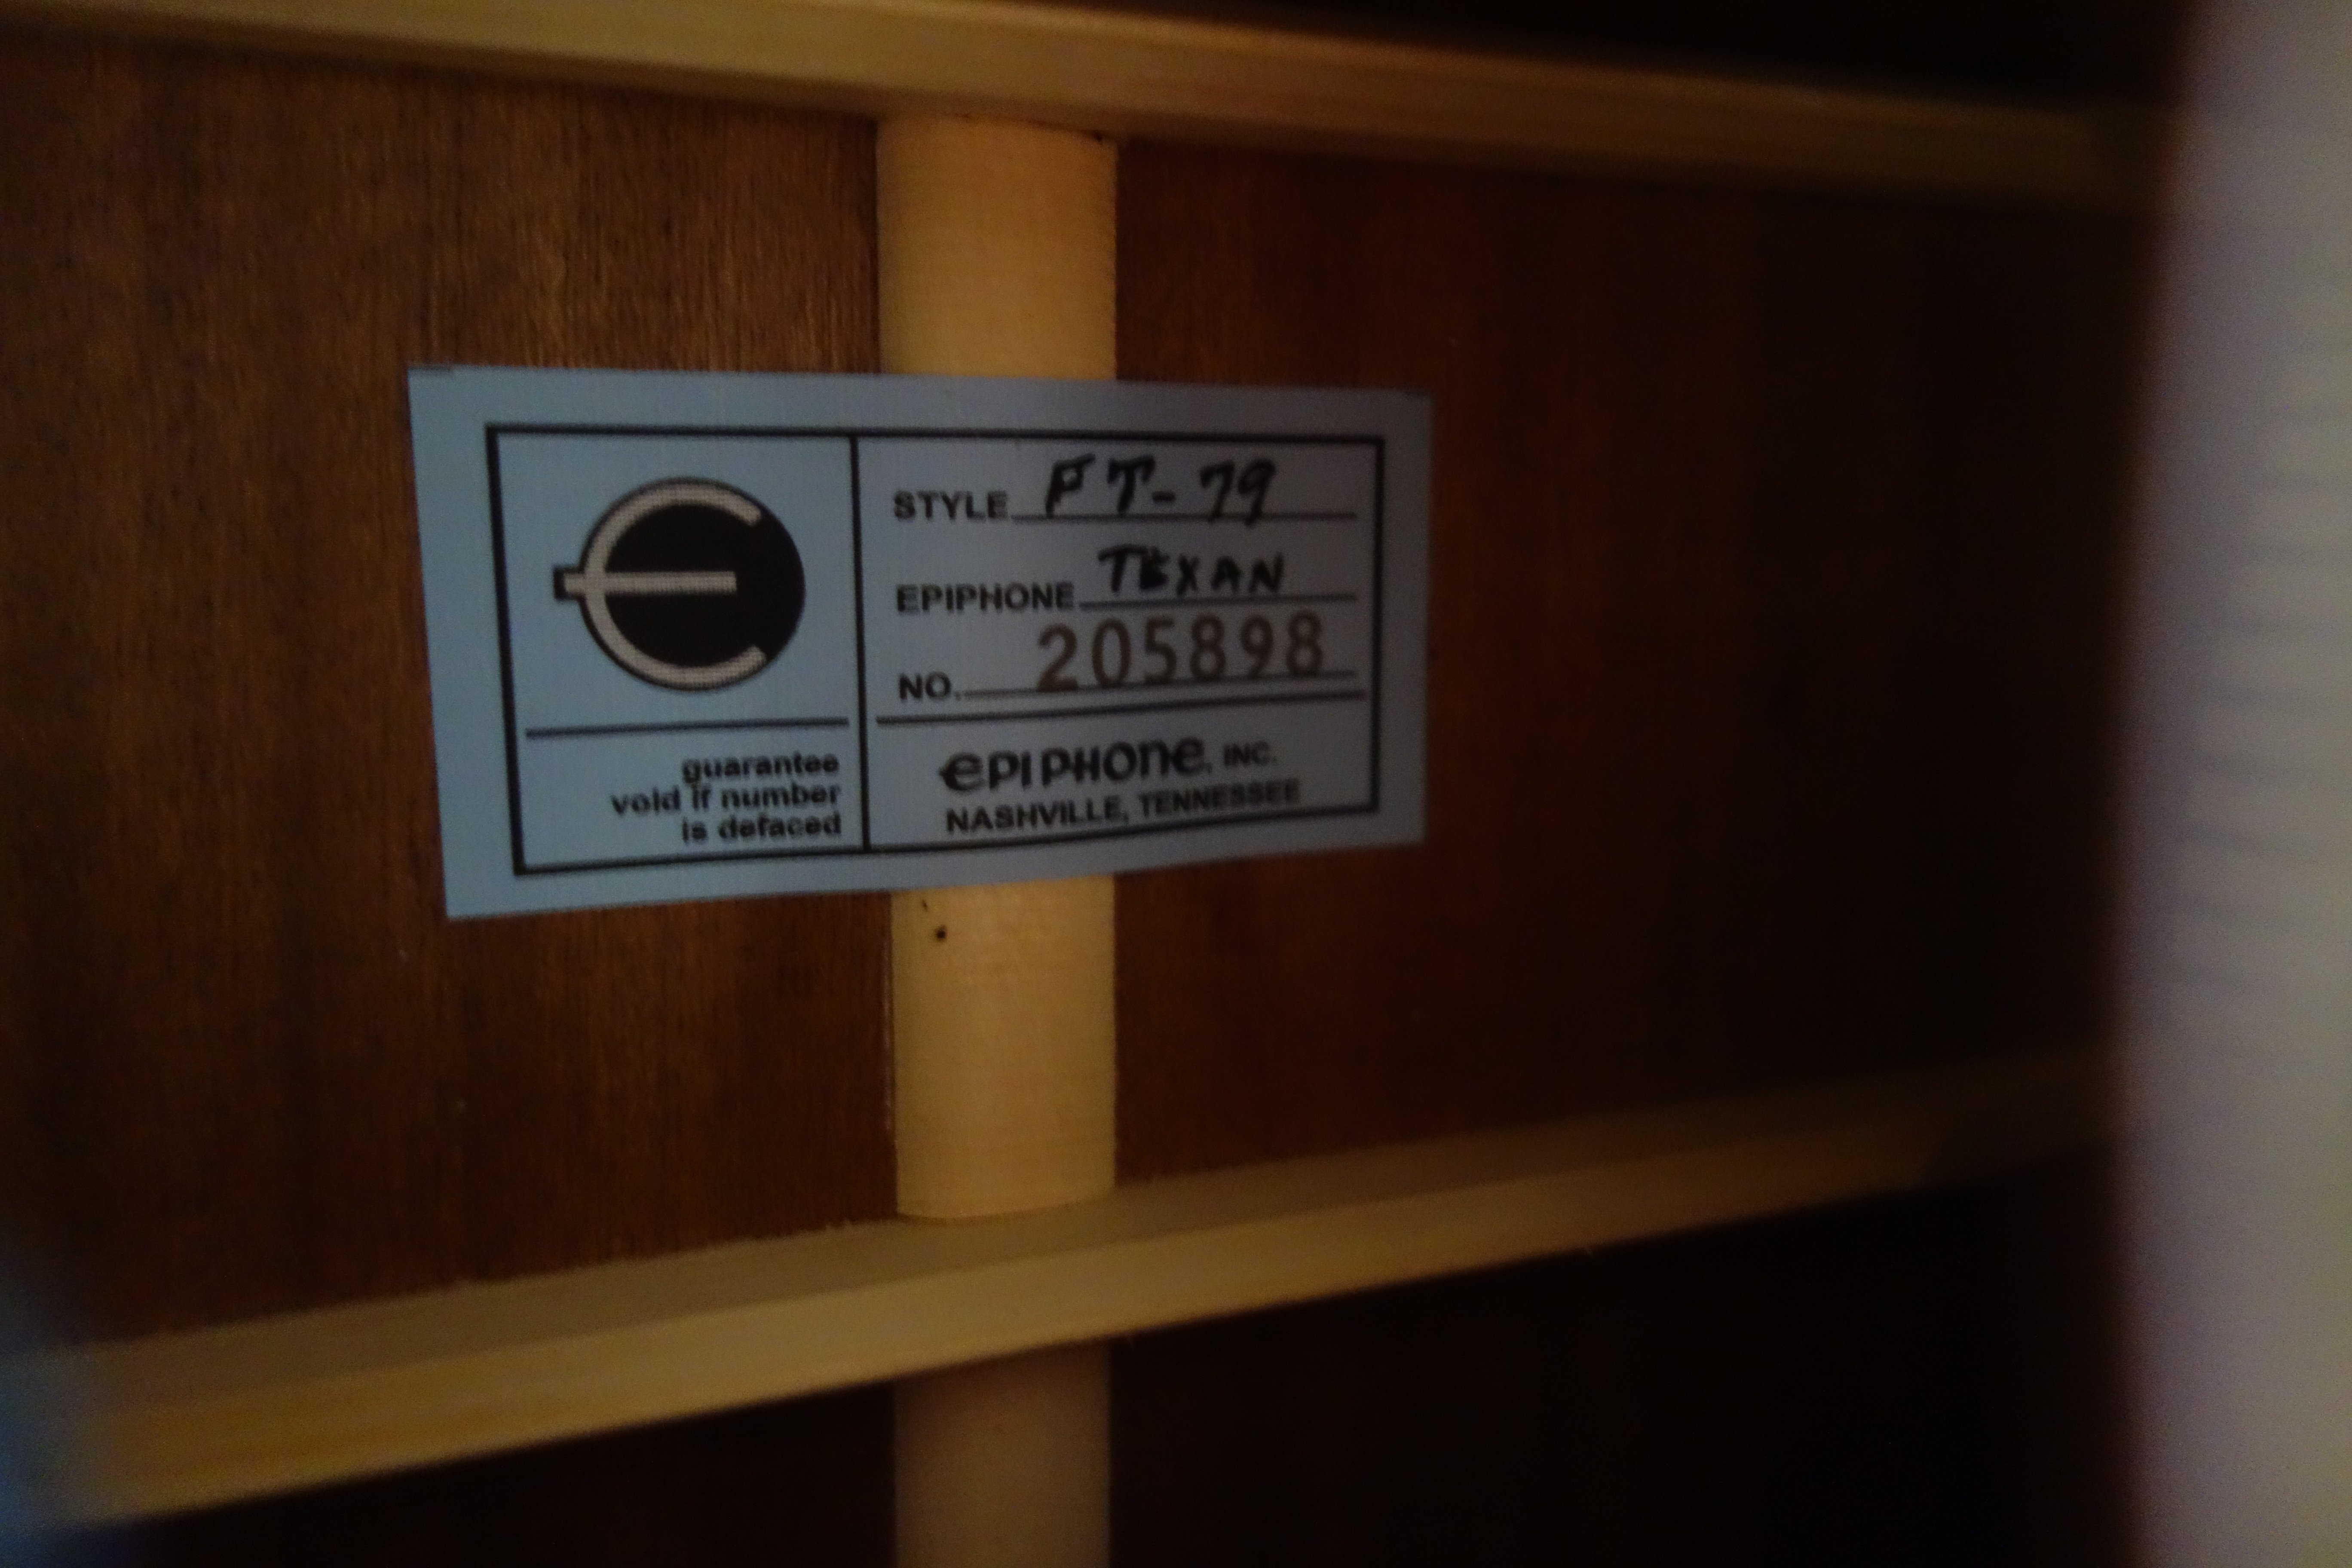 STYLE FT-79
EPIPHONE TEXAN
NO. 205898
guarantee
void if number
is defaced
EPIPHONE, INC.
NASHVILLE, TENNESSEE